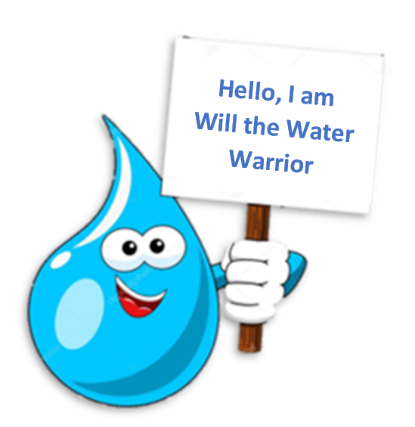 Hello, I am
Will the Water
Warrior